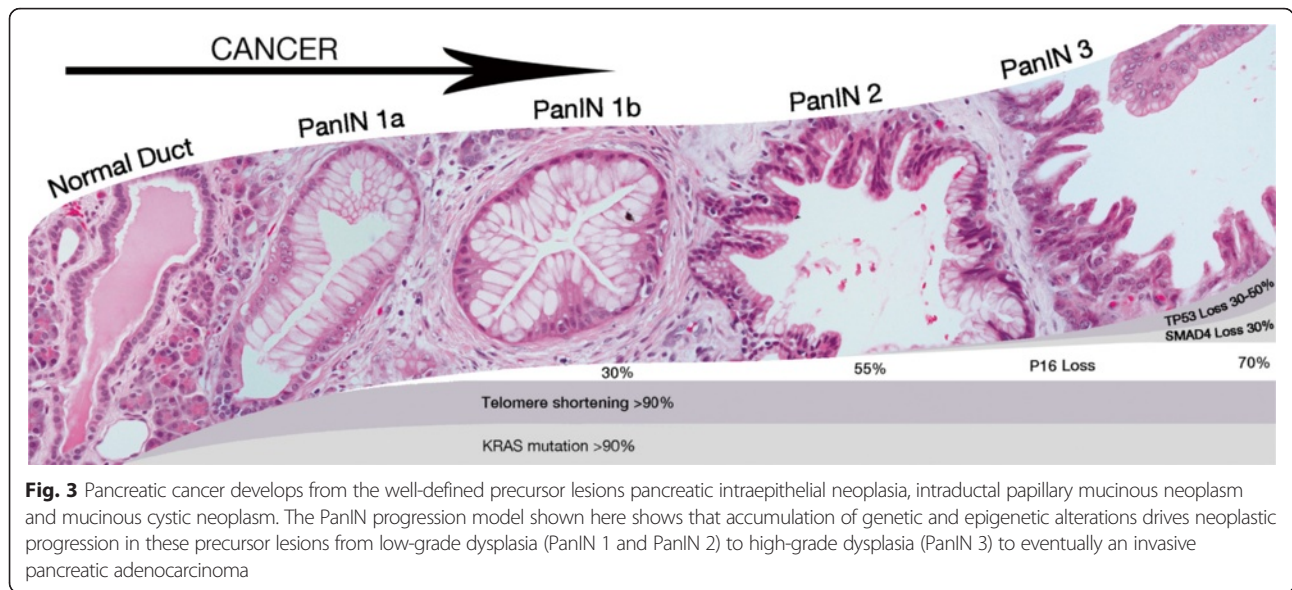 CANCER
Normal Duct
PanIN 1a
PanIN 1b
PanIN 2
PanIN 3
TP53 Loss 30-50%
SMAD4 Loss 30%
30%
55%
P16 Loss
70%
Telomere shortening >90%
KRAS mutation >90%
Fig. 3 Pancreatic cancer develops from the well-defined precursor lesions pancreatic intraepithelial neoplasia, intraductal papillary mucinous neoplasm
and mucinous cystic neoplasm. The PanIN progression model shown here shows that accumulation of genetic and epigenetic alterations drives neoplastic
progression in these precursor lesions from low-grade dysplasia (PanIN 1 and PanIN 2) to high-grade dysplasia (PanIN 3) to eventually an invasive
pancreatic adenocarcinoma